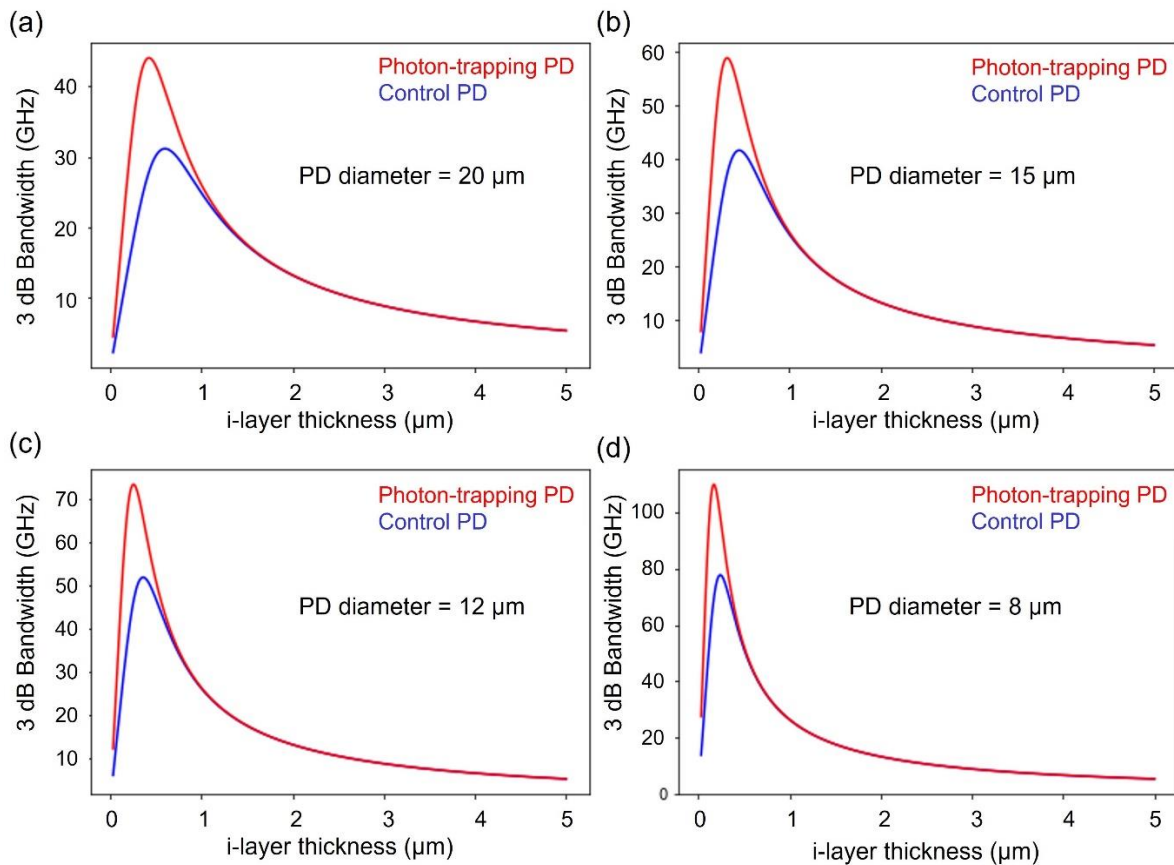 (a)
3 dB Bandwidth (GHz)
40
30
20
10
Photon-trapping PD
Control PD
PD diameter = 20 µm
0 1 2 3 4 5
i-layer thickness (µm)
(b)
3 dB Bandwidth (GHz)
60
50
40
30
20
10
Photon-trapping PD
Control PD
PD diameter = 15 µm
0 1 2 3 4 5
i-layer thickness (µm)
(c)
3 dB Bandwidth (GHz)
70
60
50
40
30
20
10
Photon-trapping PD
Control PD
PD diameter = 12 µm
0 1 2 3 4 5
i-layer thickness (µm)
(d)
3 dB Bandwidth (GHz)
100
80
60
40
20
0
Photon-trapping PD
Control PD
PD diameter = 8 µm
0 1 2 3 4 5
i-layer thickness (µm)